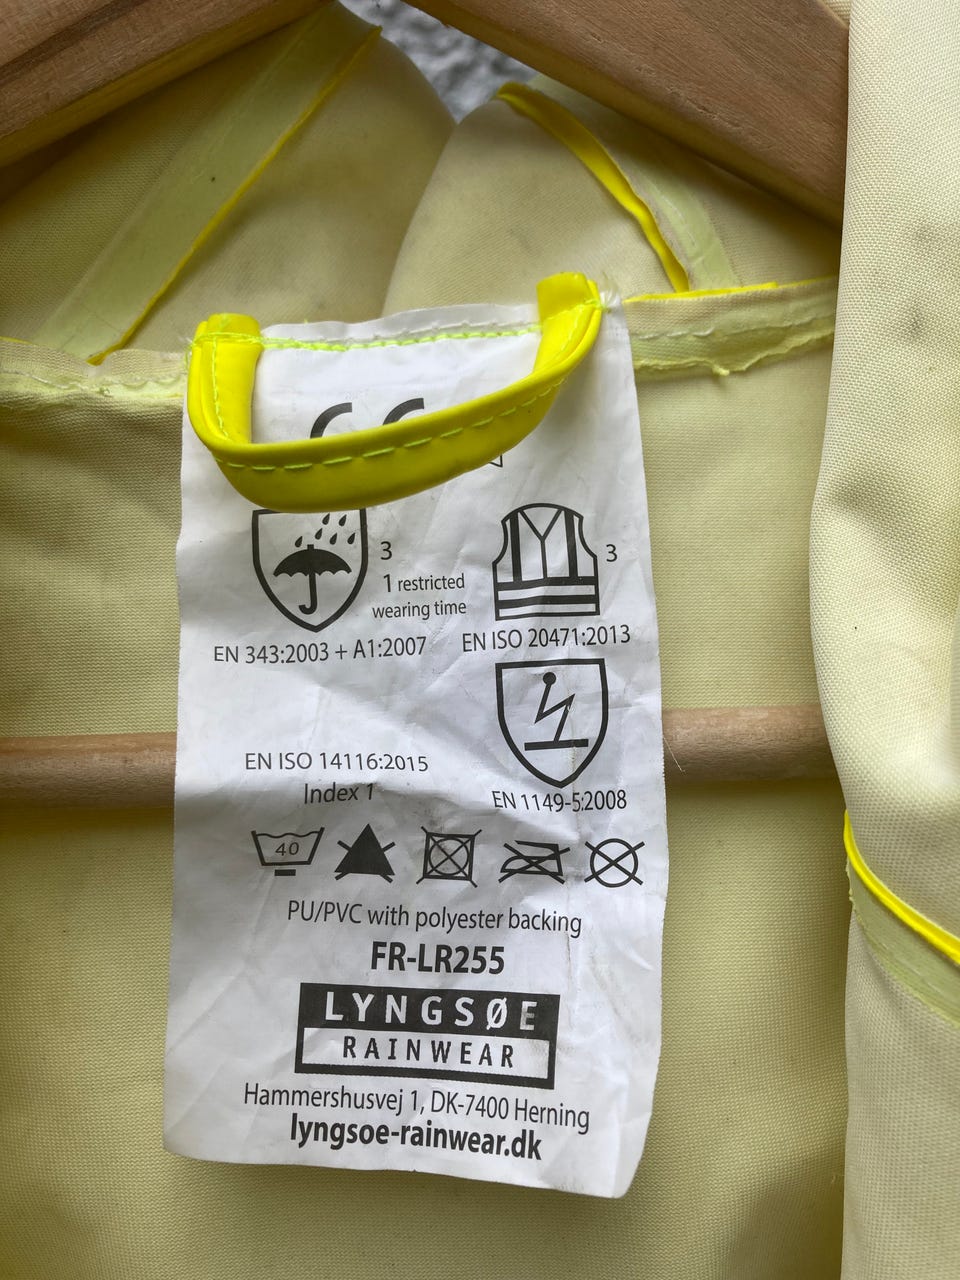 3
1 restricted
wearing time
EN 343:2003 + A1:2007
3
EN ISO 20471:2013
EN ISO 14116:2015
Index 1
EN 1149-5:2008
40
PU/PVC with polyester backing
FR-LR255
LYNGSØE
RAINWEAR
Hammershusvej 1, DK-7400 Herning
lyngsoe-rainwear.dk